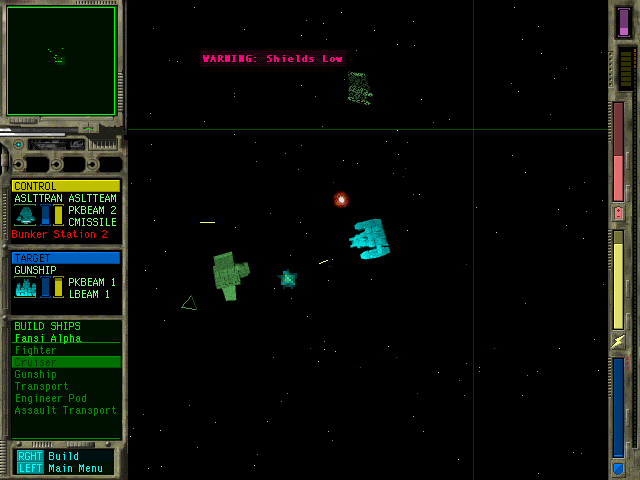 WARNING: Shields Low
CONTROL
ASLTTRAN ASLTTEAM
PKBEAM 2
CMISSILE
Bunker Station 2
TARGET
GUNSHIP
PKBEAM 1
LBEAM 1
BUILD SHIPS
Fansi Alpha
Fighter
Cruiser
Gunship
Transport
Engineer Pod
Assault Transport
RGHT Build
LEFT Main Menu